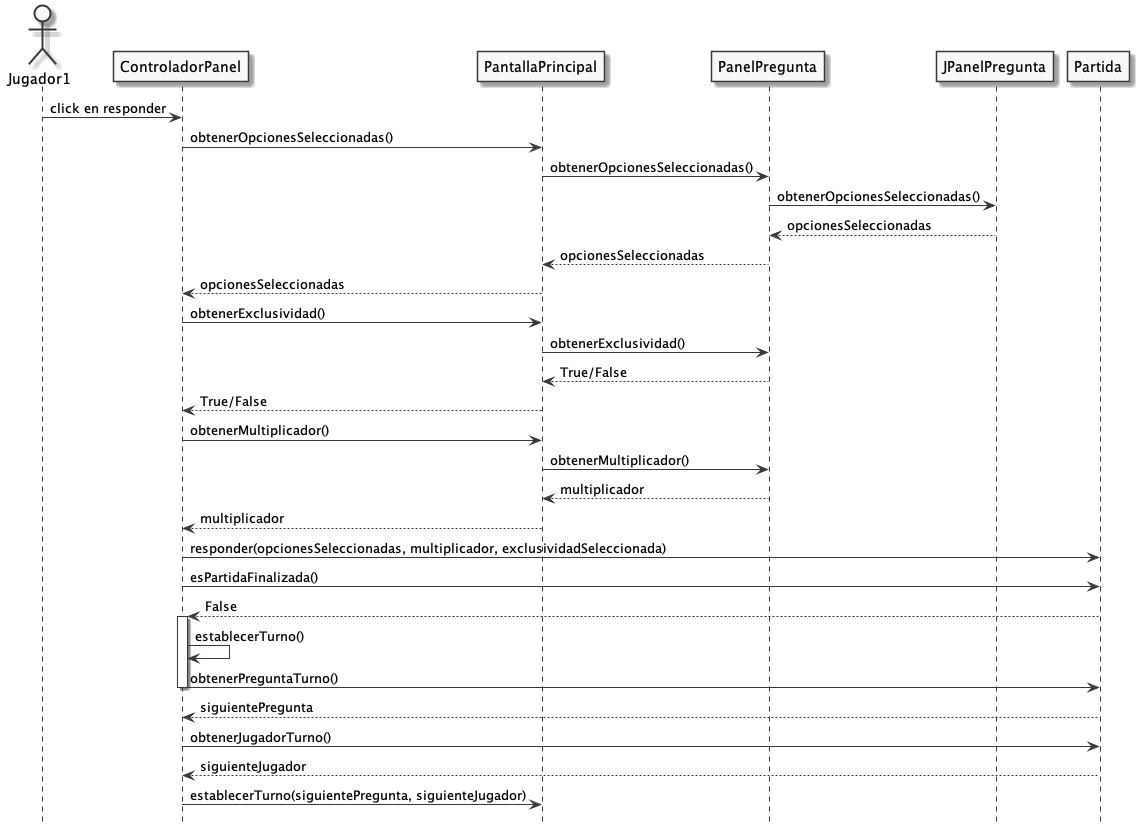 Jugador1
ControladorPanel
PantallaPrincipal
PanelPregunta
JPanelPregunta
Partida
click en responder
obtenerOpcionesSeleccionadas()
obtenerOpcionesSeleccionadas()
obtenerOpcionesSeleccionadas()
opcionesSeleccionadas
opcionesSeleccionadas
opcionesSeleccionadas
obtenerExclusividad()
obtenerExclusividad()
True/False
True/False
obtenerMultiplicador()
obtenerMultiplicador()
multiplicador
multiplicador
responder(opcionesSeleccionadas, multiplicador, exclusividadSeleccionada)
esPartidaFinalizada()
False
establecerTurno()
obtenerPreguntaTurno()
siguientePregunta
obtenerJugadorTurno()
siguienteJugador
establecerTurno(siguientePregunta, siguienteJugador)